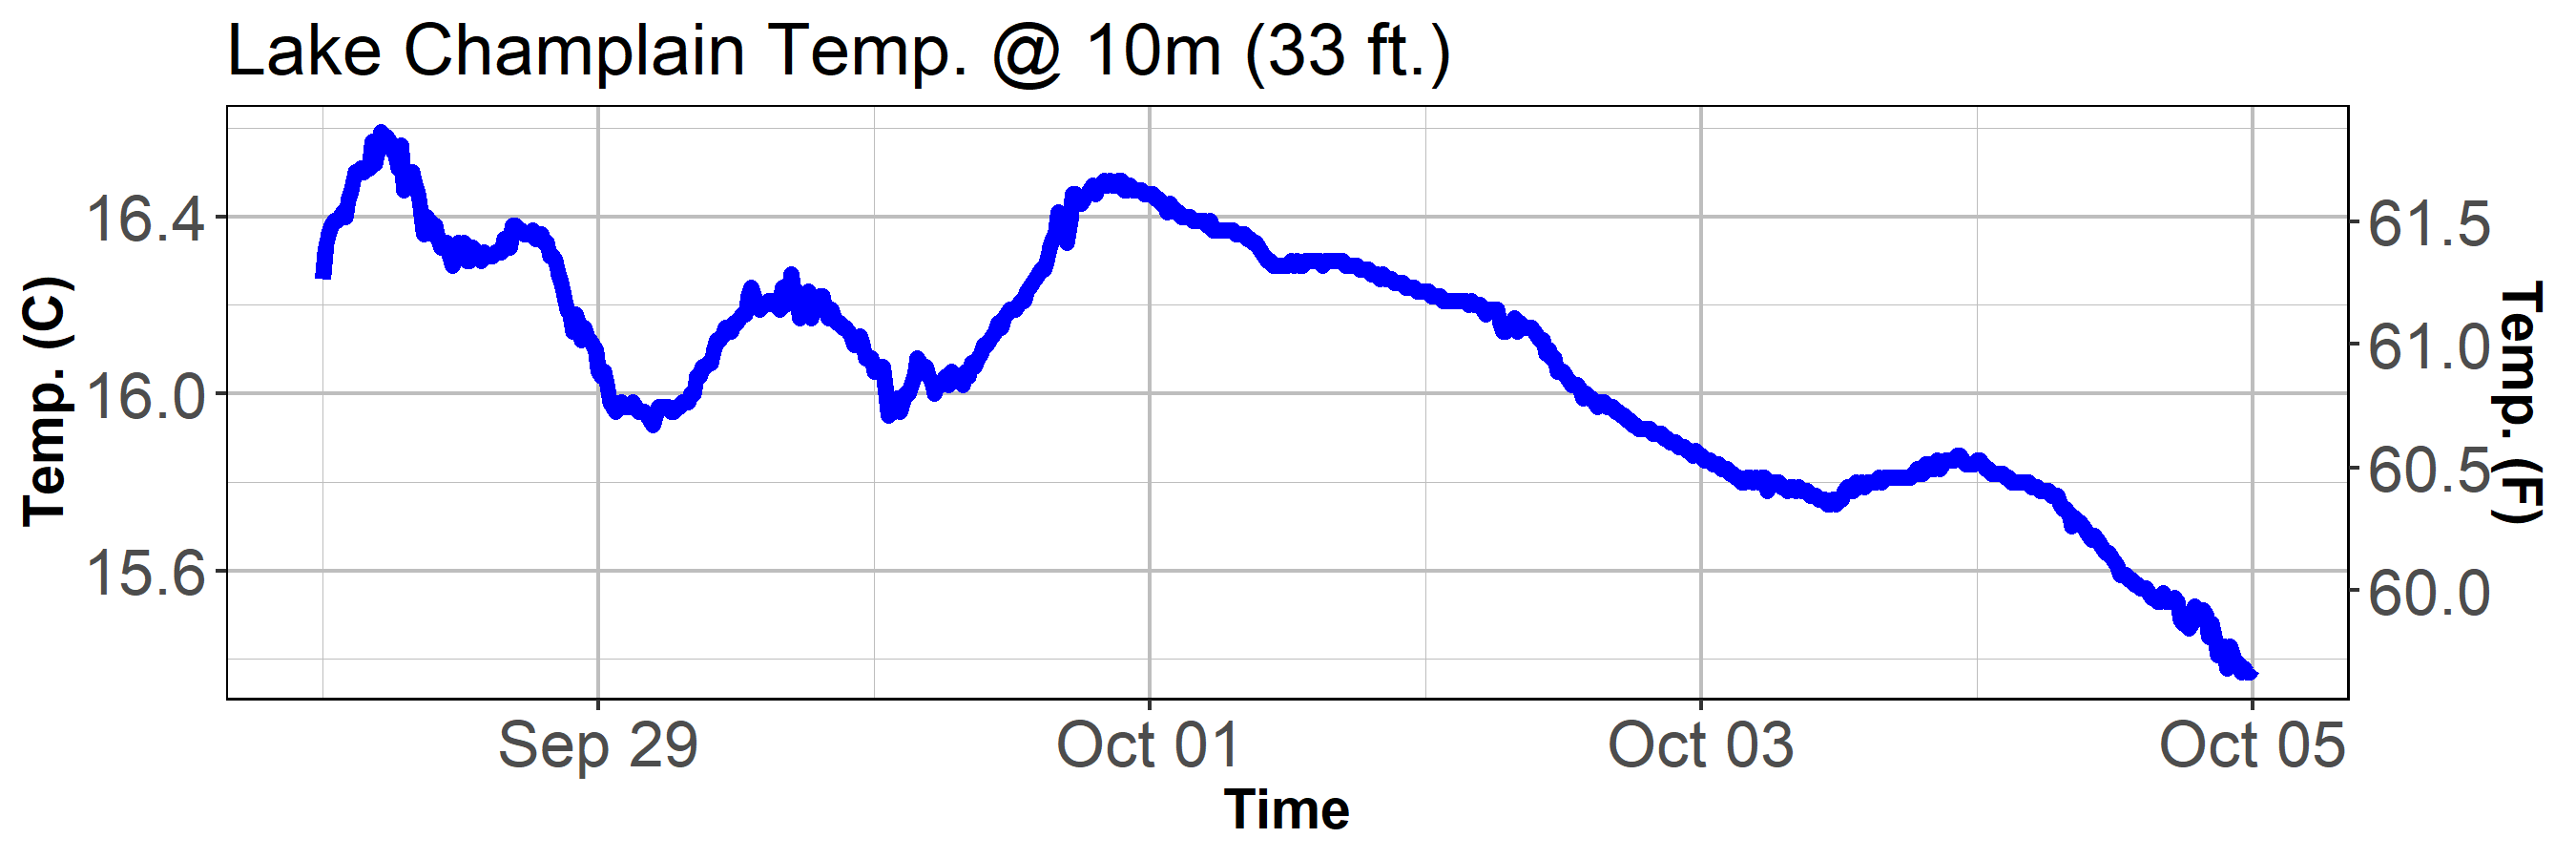 Lake Champlain Temp. @ 10m (33 ft.)
Temp. (C)
16.4
16.0
15.6
61.5
61.0
60.5
60.0
Temp. (F)
Sep 29
Oct 01
Oct 03
Oct 05
Time